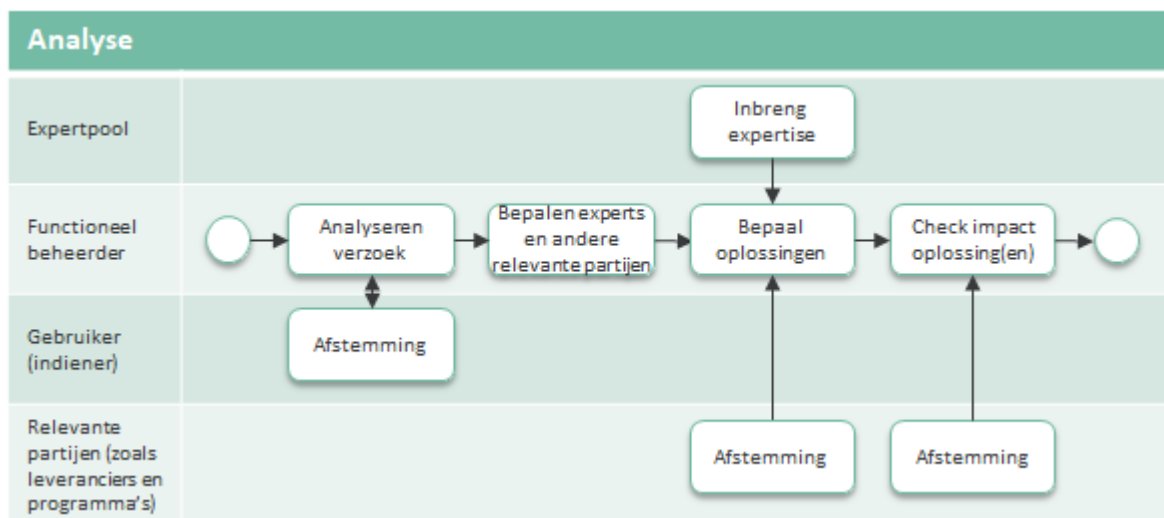 Analyse
Expertpool
Inbreng
expertise
Functioneel
beheerder
Analyseren
verzoek
Bepalen experts
en andere
relevante partijen
Bepaal
oplossingen
Check impact
oplossing(en)
Gebruiker
(indiener)
Afstemming
Relevante
partijen (zoals
leveranciers en
programma's)
Afstemming
Afstemming